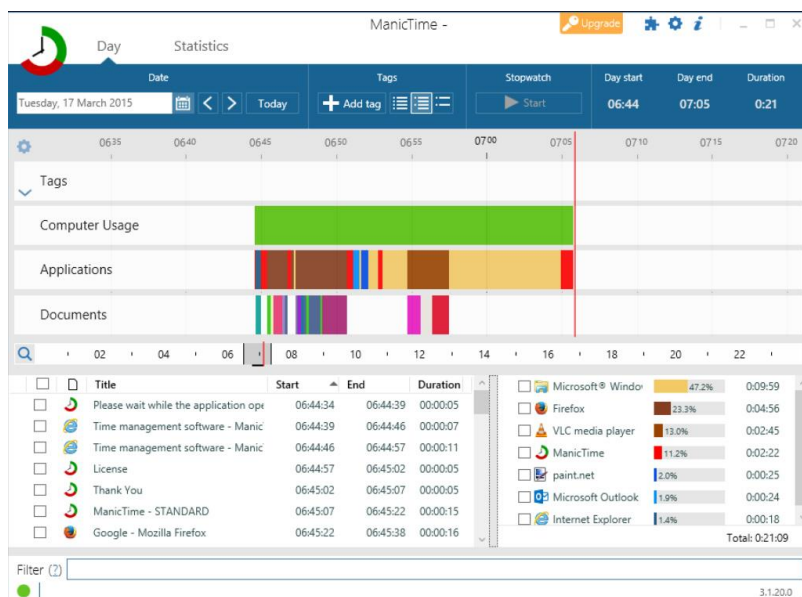 ManicTime -
Upgrade
Day Statistics
Date Tags Stopwatch Day start Day end Duration
Tuesday, 17 March 2015 Today Add tag Start 06:44 07:05 0:21
0635 0640 0645 0650 0655 0700 0705 0710 0715 0720
Tags
Computer Usage
Applications
Documents
02 04 06 08 10 12 14 16 18 20 22
Title Start End Duration
Please wait while the application ope 06:44:34 06:44:39 00:00:05
Time management software - Manic 06:44:39 06:44:46 00:00:07
Time management software - Manic 06:44:46 06:44:57 00:00:11
License 06:44:57 06:45:02 00:00:05
Thank You 06:45:02 06:45:07 00:00:05
ManicTime - STANDARD 06:45:07 06:45:22 00:00:15
Google - Mozilla Firefox 06:45:22 06:45:38 00:00:16
Microsoft® Windo 47.2% 0:09:59
Firefox 23.3% 0:04:56
VLC media player 13.0% 0:02:45
ManicTime 11.2% 0:02:22
paint.net 2.0% 0:00:25
Microsoft Outlook 1.9% 0:00:24
Internet Explorer 1.4% 0:00:18
Total: 0:21:09
Filter (?)
3.1.20.0